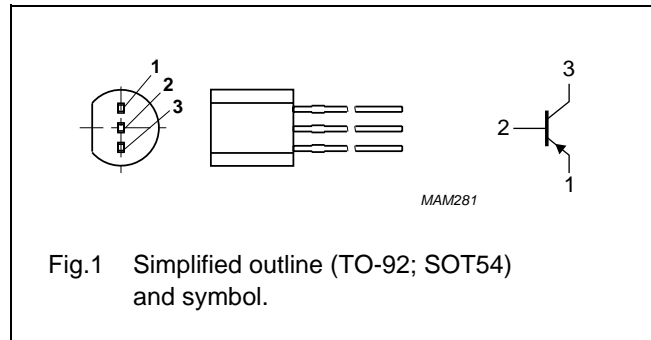 1
2
3
3
2
1
MAM281
Fig.1 Simplified outline (TO-92; SOT54)
and symbol.